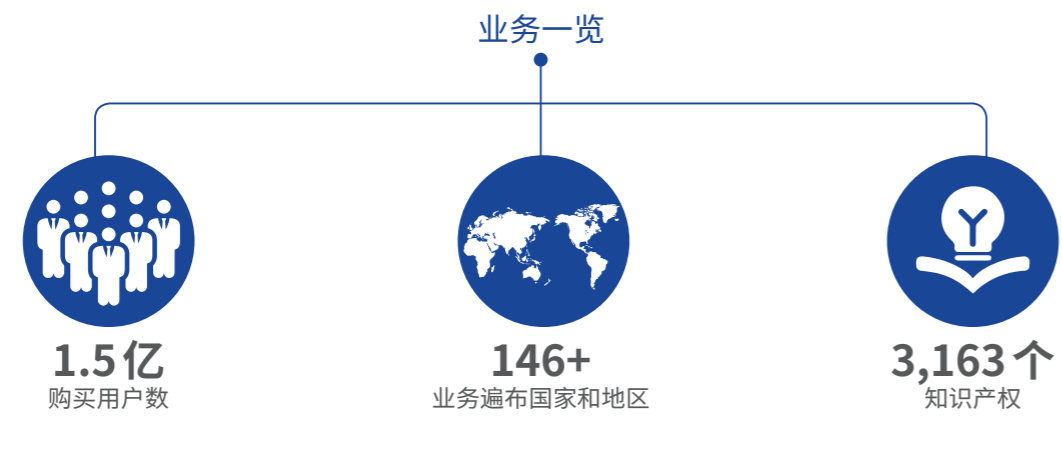 业务一览
1.5亿
购买用户数
146+
业务遍布国家和地区
3,163个
知识产权